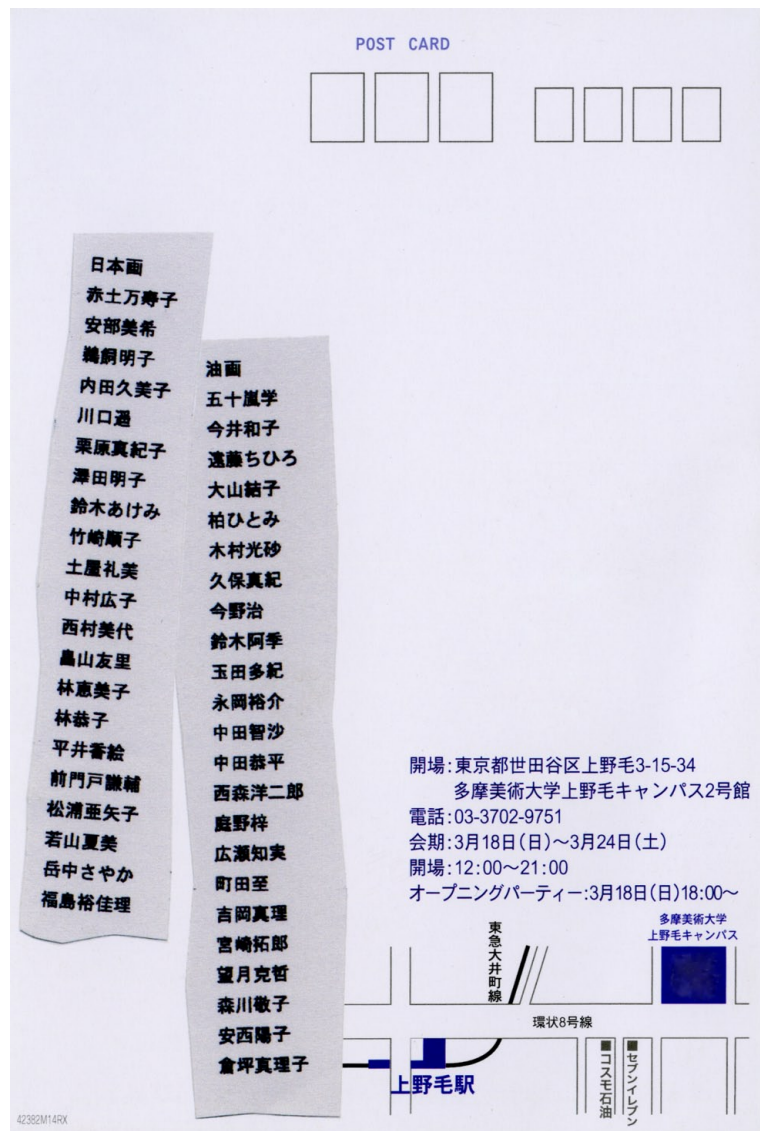 POST CARD
日本画
赤土万寿子
安部美希
鵜飼明子
内田久美子
川口遥
栗原真紀子
澤田明子
鈴木あけみ
竹崎順子
土屋礼美
中村広子
西村美代
畠山友里
林恵美子
林恭子
平井香絵
前門戸謙輔
松浦亜矢子
若山夏美
岳中さやか
福島裕佳理
油画
五十嵐学
今井和子
遠藤ちひろ
大山結子
柏ひとみ
木村光砂
久保真紀
今野治
鈴木阿季
玉田多紀
永岡裕介
中田智沙
中田恭平
西森洋二郎
庭野梓
広瀬知実
町田至
吉岡真理
宮崎拓郎
望月克哲
森川敬子
安西陽子
倉坪真理子
開場:東京都世田谷区上野毛3-15-34
多摩美術大学上野毛キャンパス2号館
電話:03-3702-9751
会期:3月18日(日)～3月24日(土)
開場:12:00～21:00
オープニングパーティー:3月18日(日)18:00～
多摩美術大学
上野毛キャンパス
東急大井町線
環状8号線
■コスモ石油
■セブンイレブン
上野毛駅
42382M14RX